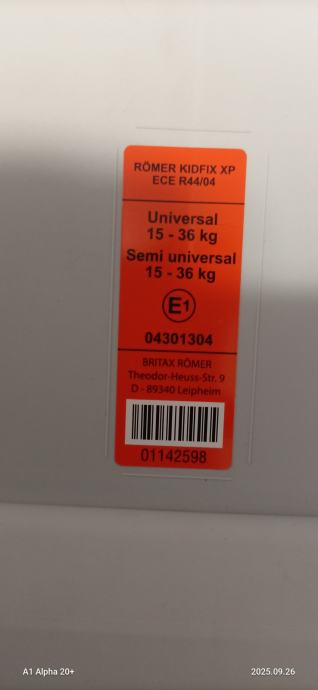 RÖMER KIDFIX XP
ECE R44/04
Universal
15 - 36 kg
Semi universal
15 - 36 kg
E1
04301304
BRITAX RÖMER
Theodor-Heuss-Str. 9
D - 89340 Leipheim
01142598
A1 Alpha 20+ 2025.09.26